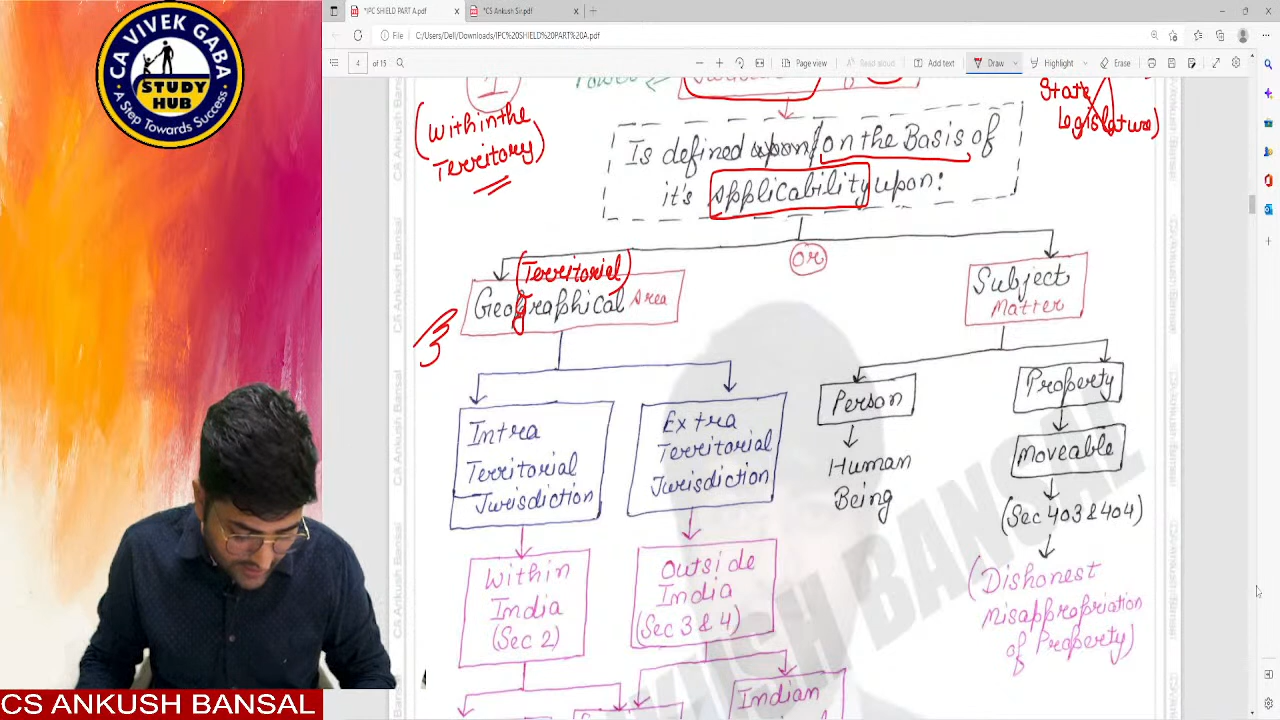 *IPC SHIELD PART A.pdf
*CS Ankush Sir.pdf
File
C:/Users/Dell/Downloads/IPC%20SHIELD%20PART%20A.pdf
4 of 15
Page view
Read aloud
Add text
Draw
Highlight
Erase
CA VIVEK GABA
STUDY
HUB
A Step Towards Success
Power
1
(Within the
Territory)
State
Legislature)
Is defined upon/on the Basis of
it's applicability upon:
Or
(Territorial)
Geographical Area
Subject
Matter
Intra
Territorial
Jurisdiction
Extra
Territorial
Jurisdiction
Person
Human
Being
Property
Moveable
(Sec 403 & 404)
(Dishonest
misappropriation
of Property)
Within
India
(Sec 2)
Outside
India
(Sec 3 & 4)
Indian
CS ANKUSH BANSAL